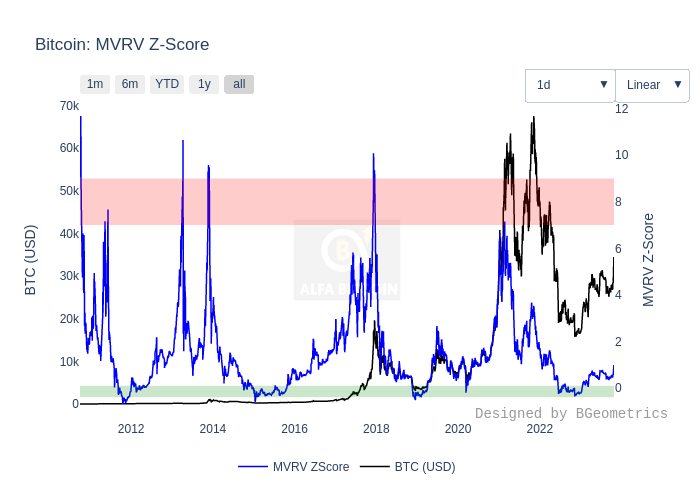 Bitcoin: MVRV Z-Score
1m 6m YTD 1y all
1d ▼ Linear ▼
70k
60k
50k
40k
30k
20k
10k
0
BTC (USD)
12
10
8
6
4
2
0
MVRV Z-Score
ALFA BITCOIN
Designed by BGeometrics
2012 2014 2016 2018 2020 2022
MVRV ZScore BTC (USD)